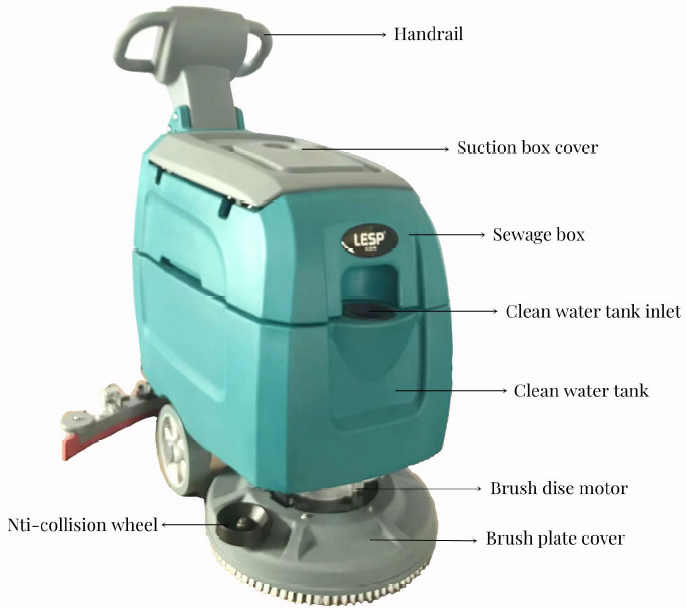 Handrail
Suction box cover
LESP
Sewage box
Clean water tank inlet
Clean water tank
Brush dise motor
Nti-collision wheel
Brush plate cover